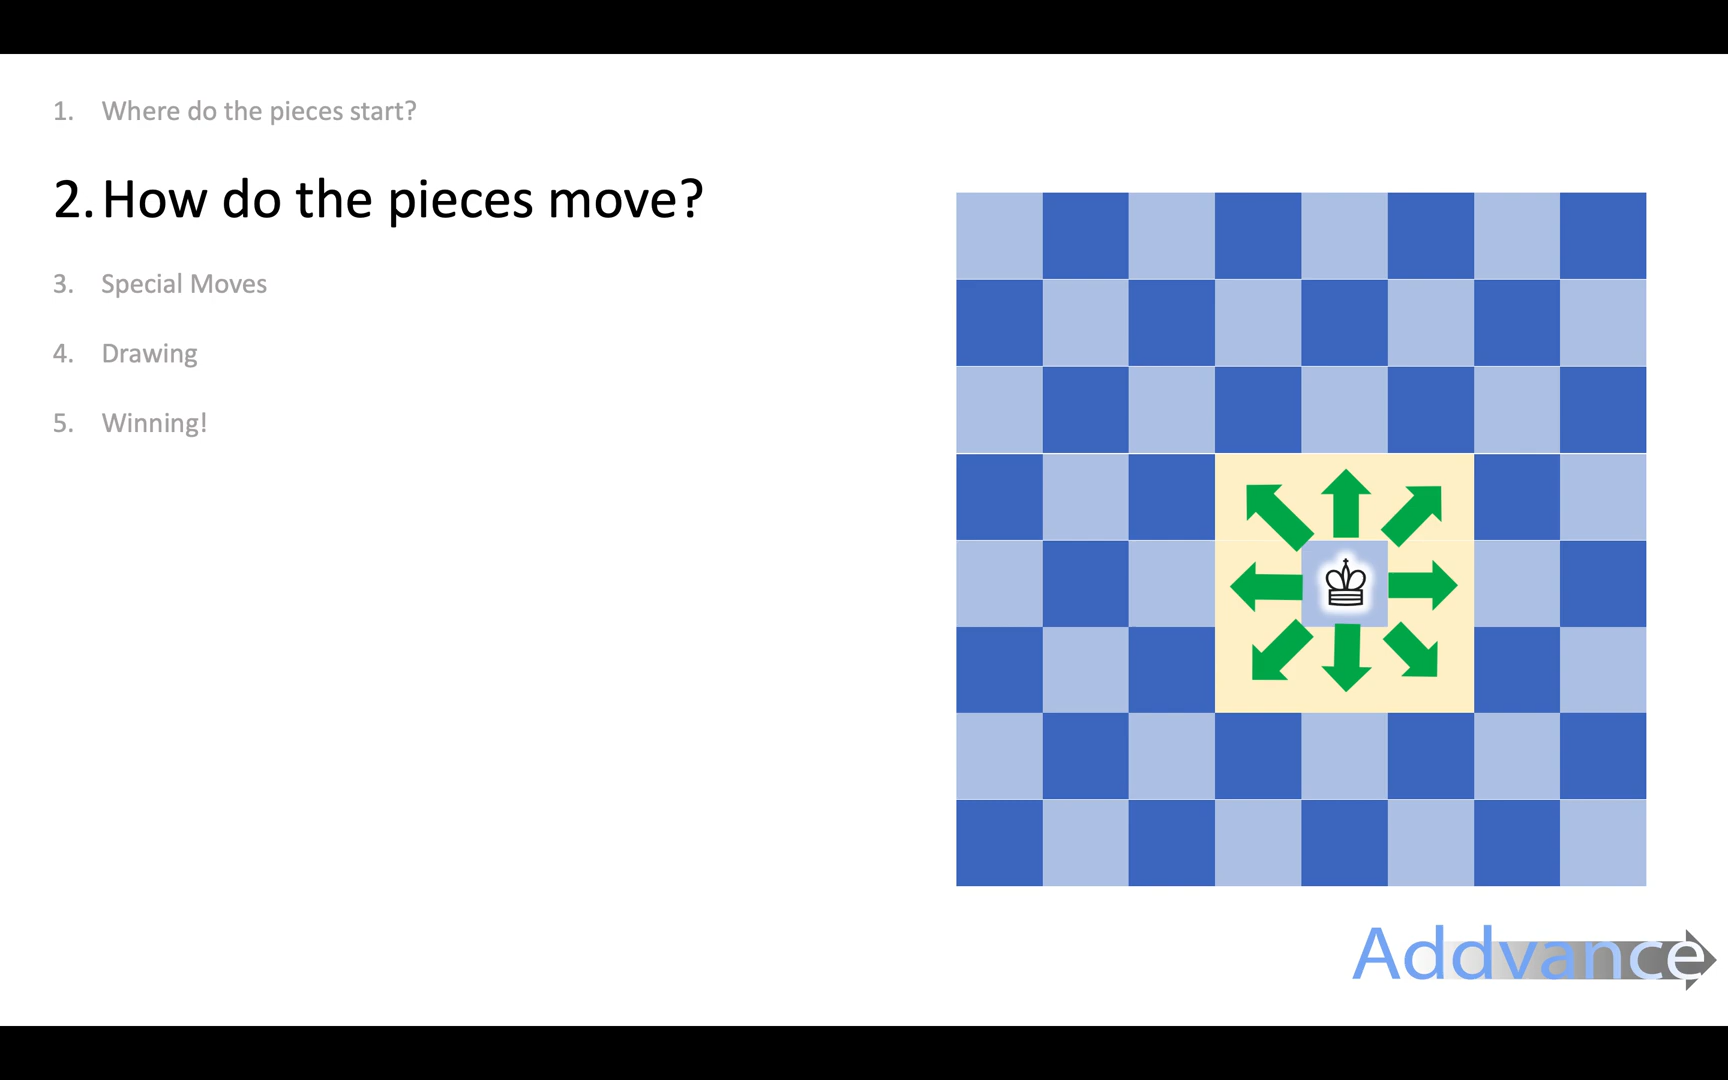 1. Where do the pieces start?
2. How do the pieces move?
3. Special Moves
4. Drawing
5. Winning!
Addvance